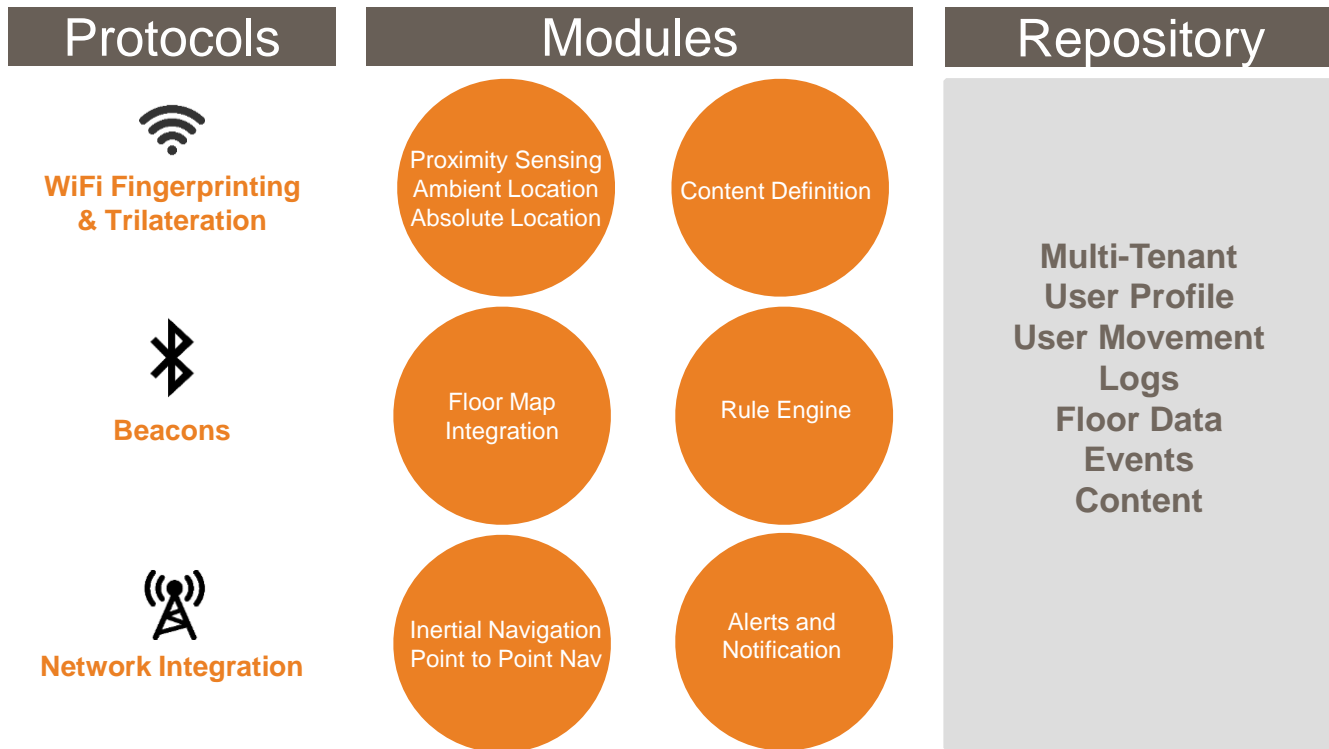 Protocols
Modules
Repository
WiFi Fingerprinting
& Trilateration
Beacons
Network Integration
Proximity Sensing
Ambient Location
Absolute Location
Content Definition
Floor Map
Integration
Rule Engine
Inertial Navigation
Point to Point Nav
Alerts and
Notification
Multi-Tenant
User Profile
User Movement
Logs
Floor Data
Events
Content